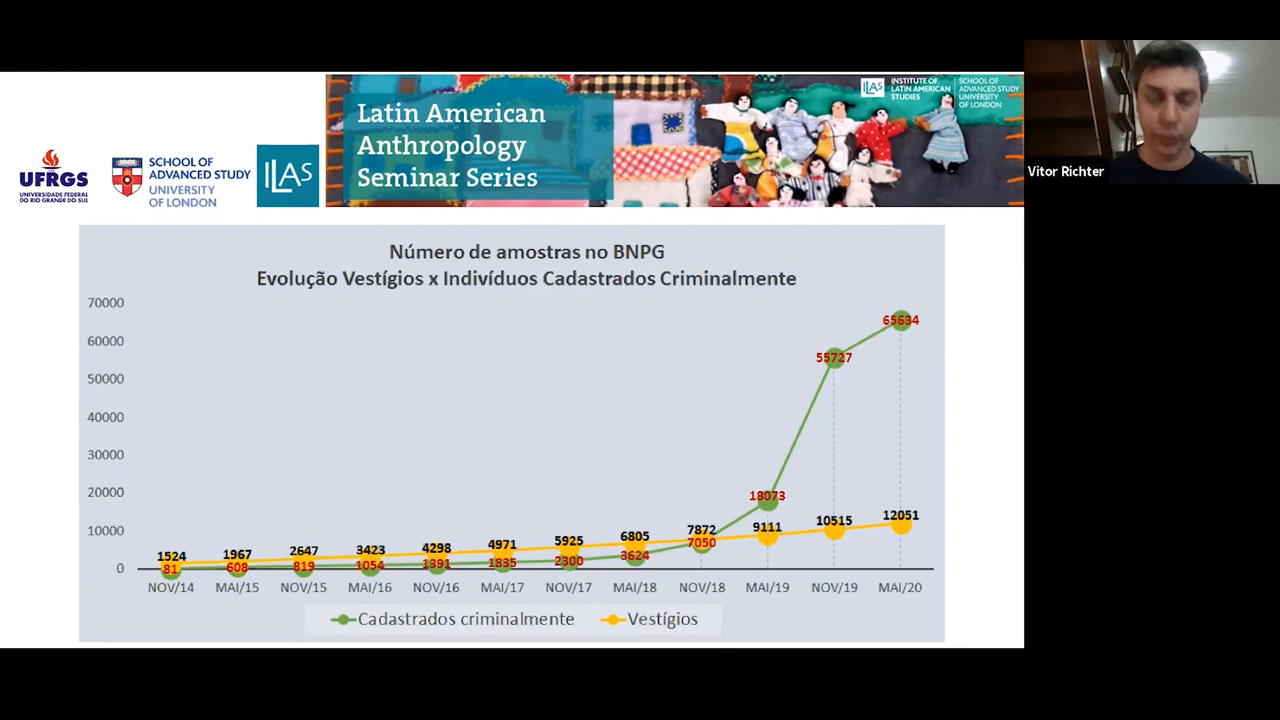 UFRGS
UNIVERSIDADE FEDERAL
DO RIO GRANDE DO SUL
SCHOOL OF
ADVANCED STUDY
UNIVERSITY
OF LONDON
ILAS
Latin American
Anthropology
Seminar Series
ILAS
INSTITUTE OF
LATIN AMERICAN
STUDIES
SCHOOL OF
ADVANCED STUDY
UNIVERSITY
OF LONDON
Vitor Richter
Número de amostras no BNPG
Evolução Vestígios x Indivíduos Cadastrados Criminalmente
70000
60000
50000
40000
30000
20000
10000
0
1524 1967 2647 3423 4298 4971 5925 6805 7872 9111 10515 12051
81 608 819 1054 1391 1835 2300 3624 7050 18073 55727 65634
NOV/14 MAI/15 NOV/15 MAI/16 NOV/16 MAI/17 NOV/17 MAI/18 NOV/18 MAI/19 NOV/19 MAI/20
Cadastrados criminalmente Vestígios